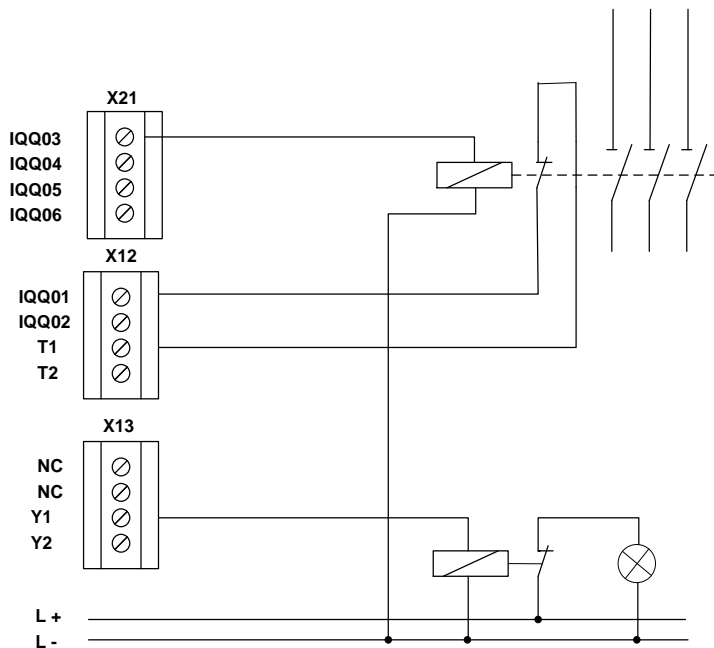 X21
IQQ03
IQQ04
IQQ05
IQQ06
X12
IQQ01
IQQ02
T1
T2
X13
NC
NC
Y1
Y2
L +
L -